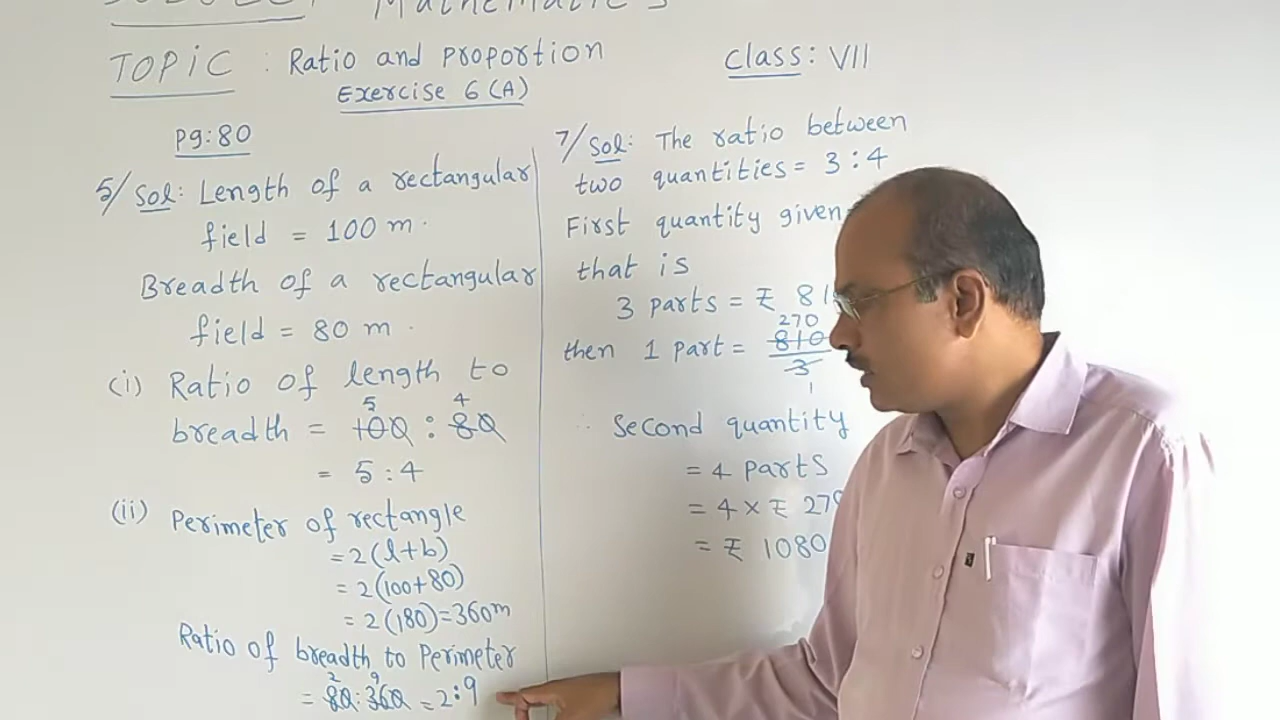 Mathematics
TOPiC : Ratio and proportion
Class: VII
Exercise 6(A)
Pg:80
5/ Sol: Length of a rectangular
field = 100 m.
Breadth of a rectangular
field = 80 m.
(i) Ratio of length to
5 4
breadth = 100 : 80
= 5:4
(ii) Perimeter of rectangle
= 2(l+b)
= 2(100+80)
= 2(180)=360m
Ratio of breadth to Perimeter
2 9
= 80:360 = 2:9
7/ Sol: The ratio between
two quantities = 3:4
First quantity given
that is
3 parts = ₹ 81
270
then 1 part = 810
3
1
∴ Second quantity
= 4 parts
= 4 × ₹ 270
= ₹ 1080